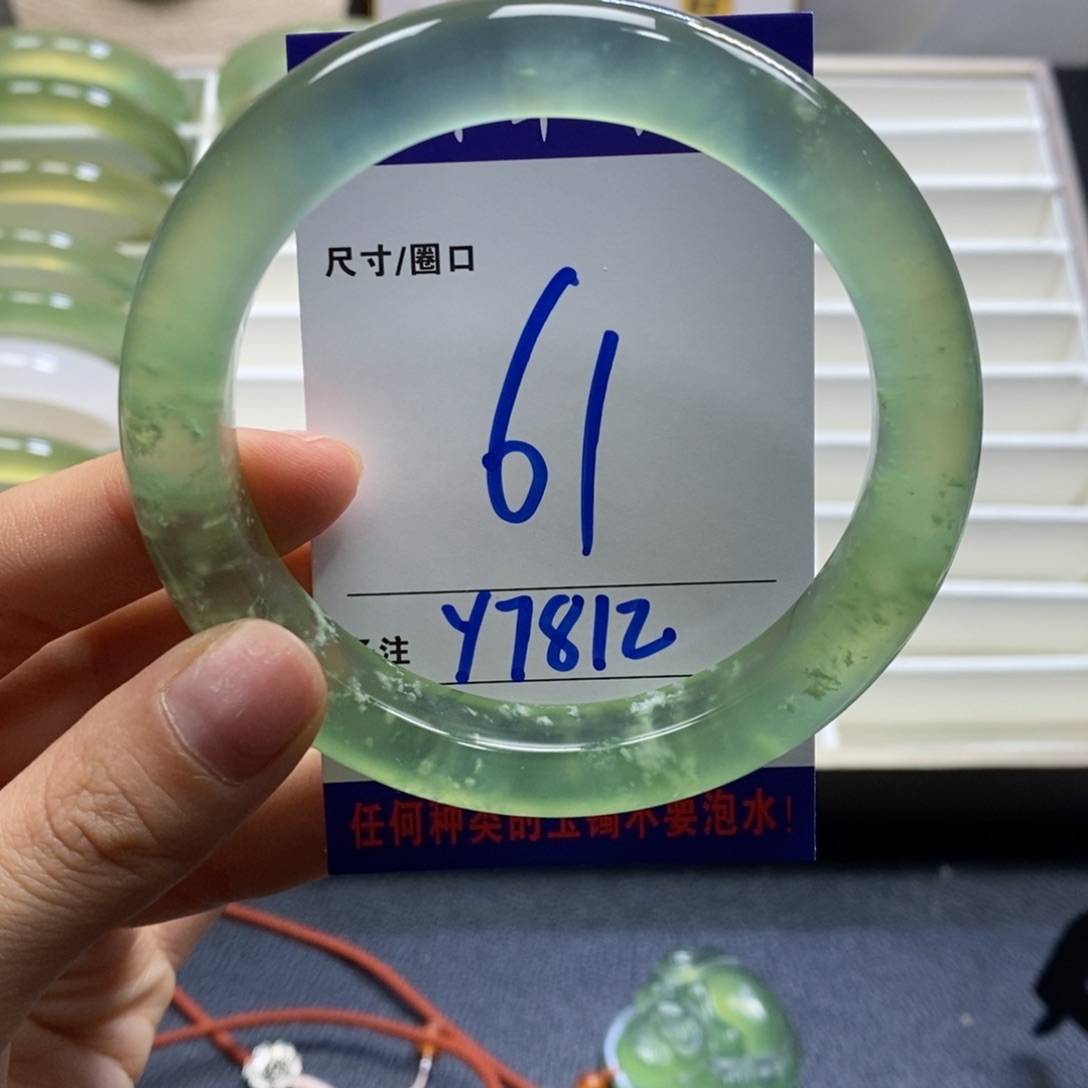 尺寸/圈口
61
注 Y7812
任何种类的玉镯不要泡水!